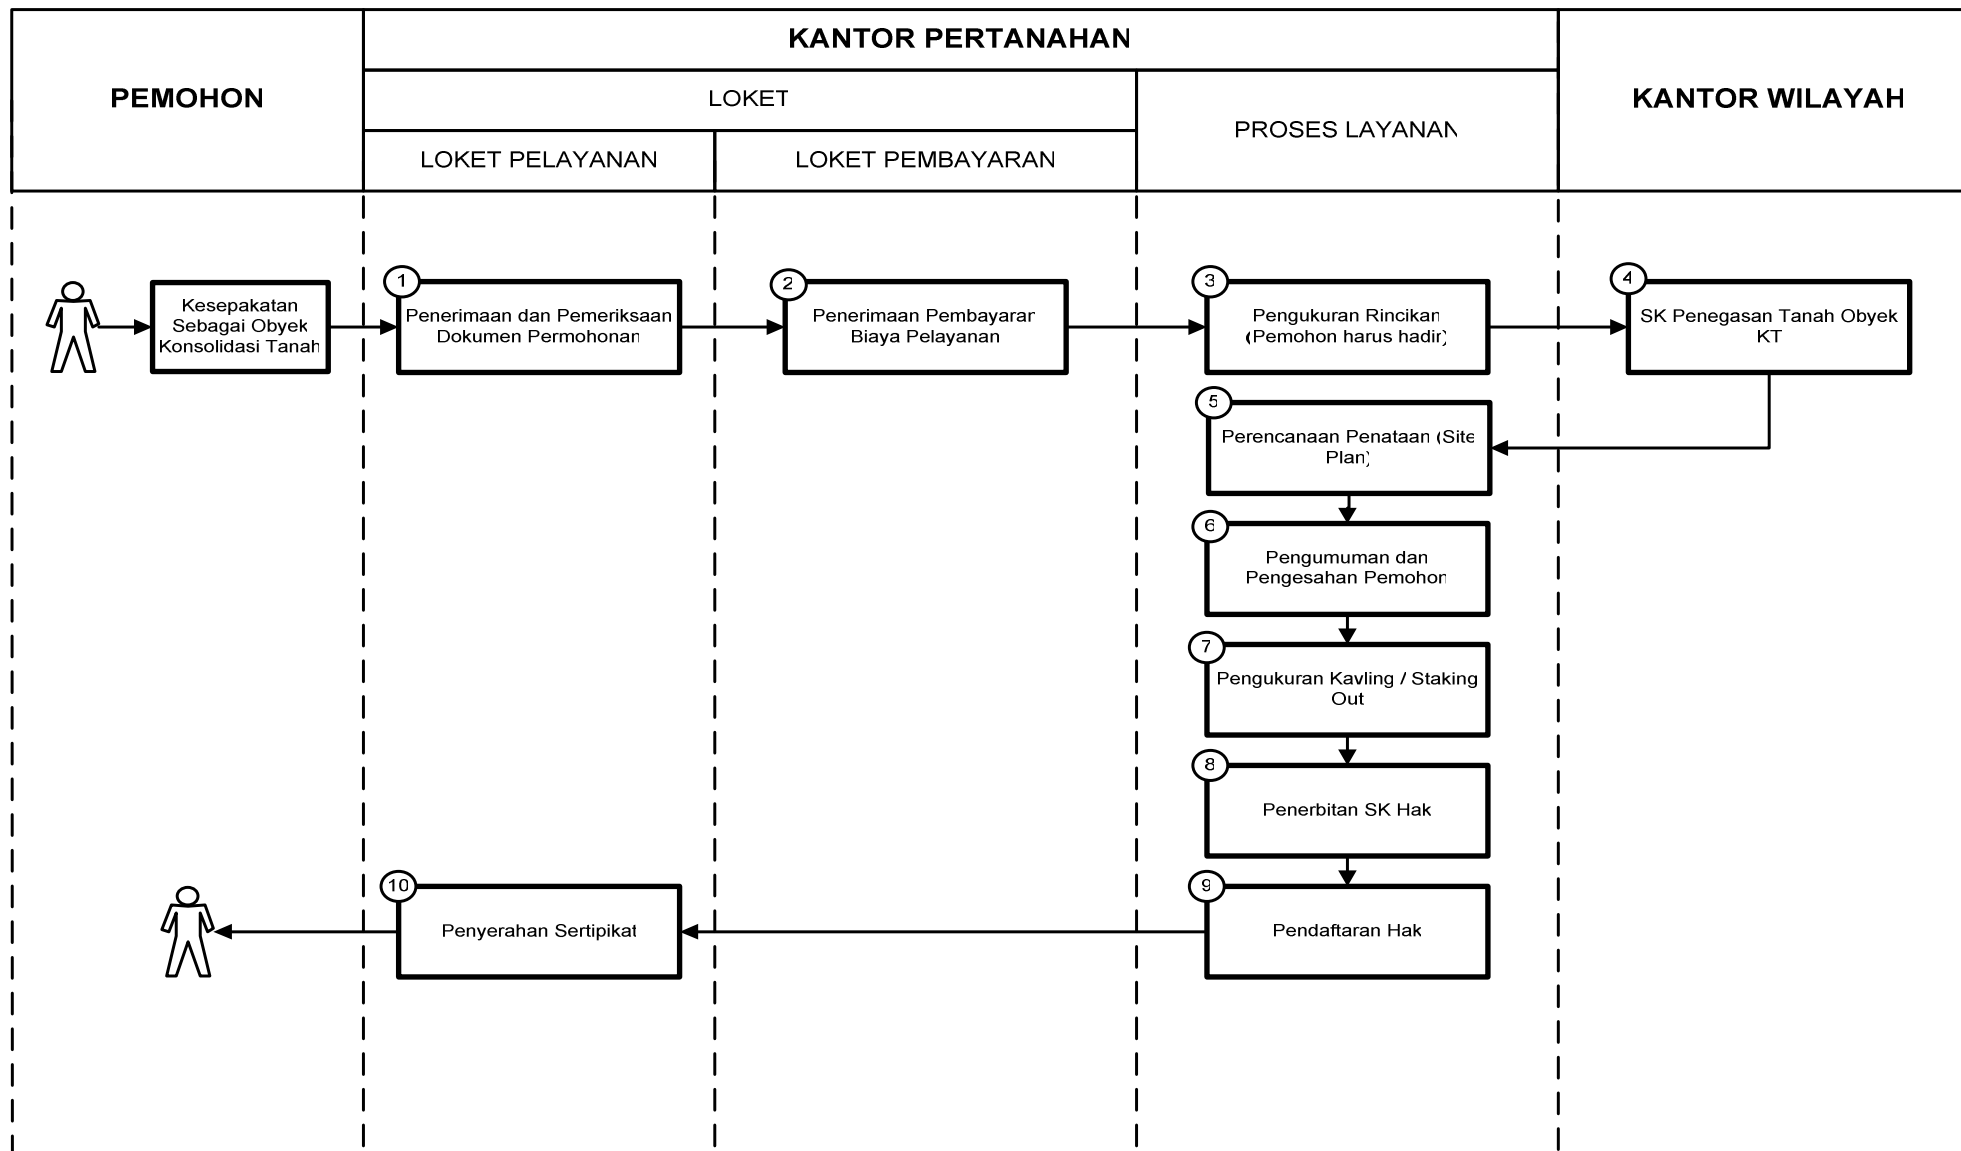 KANTOR PERTANAHAN
PEMOHON
LOKET
KANTOR WILAYAH
PROSES LAYANAN
LOKET PELAYANAN
LOKET PEMBAYARAN
Kesepakatan
Sebagai Obyek
Konsolidasi Tanah
1
Penerimaan dan Pemeriksaan
Dokumen Permohonan
2
Penerimaan Pembayaran
Biaya Pelayanan
3
Pengukuran Rincikan
(Pemohon harus hadir)
4
SK Penegasan Tanah Obyek
KT
5
Perencanaan Penataan (Site
Plan)
6
Pengumuman dan
Pengesahan Pemohon
7
Pengukuran Kavling / Staking
Out
8
Penerbitan SK Hak
9
Pendaftaran Hak
10
Penyerahan Sertipikat